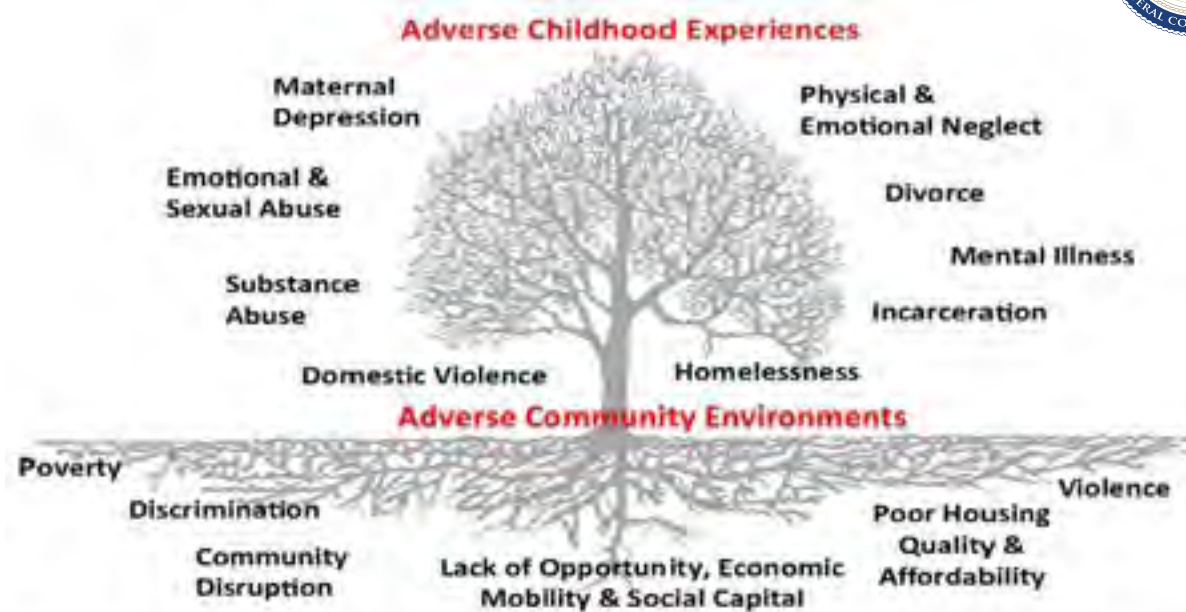 Adverse Childhood Experiences
Maternal
Depression
Physical &
Emotional Neglect
Emotional &
Sexual Abuse
Divorce
Mental Illness
Substance
Abuse
Incarceration
Domestic Violence
Homelessness
Adverse Community Environments
Poverty
Violence
Discrimination
Poor Housing
Quality &
Affordability
Community
Disruption
Lack of Opportunity, Economic
Mobility & Social Capital